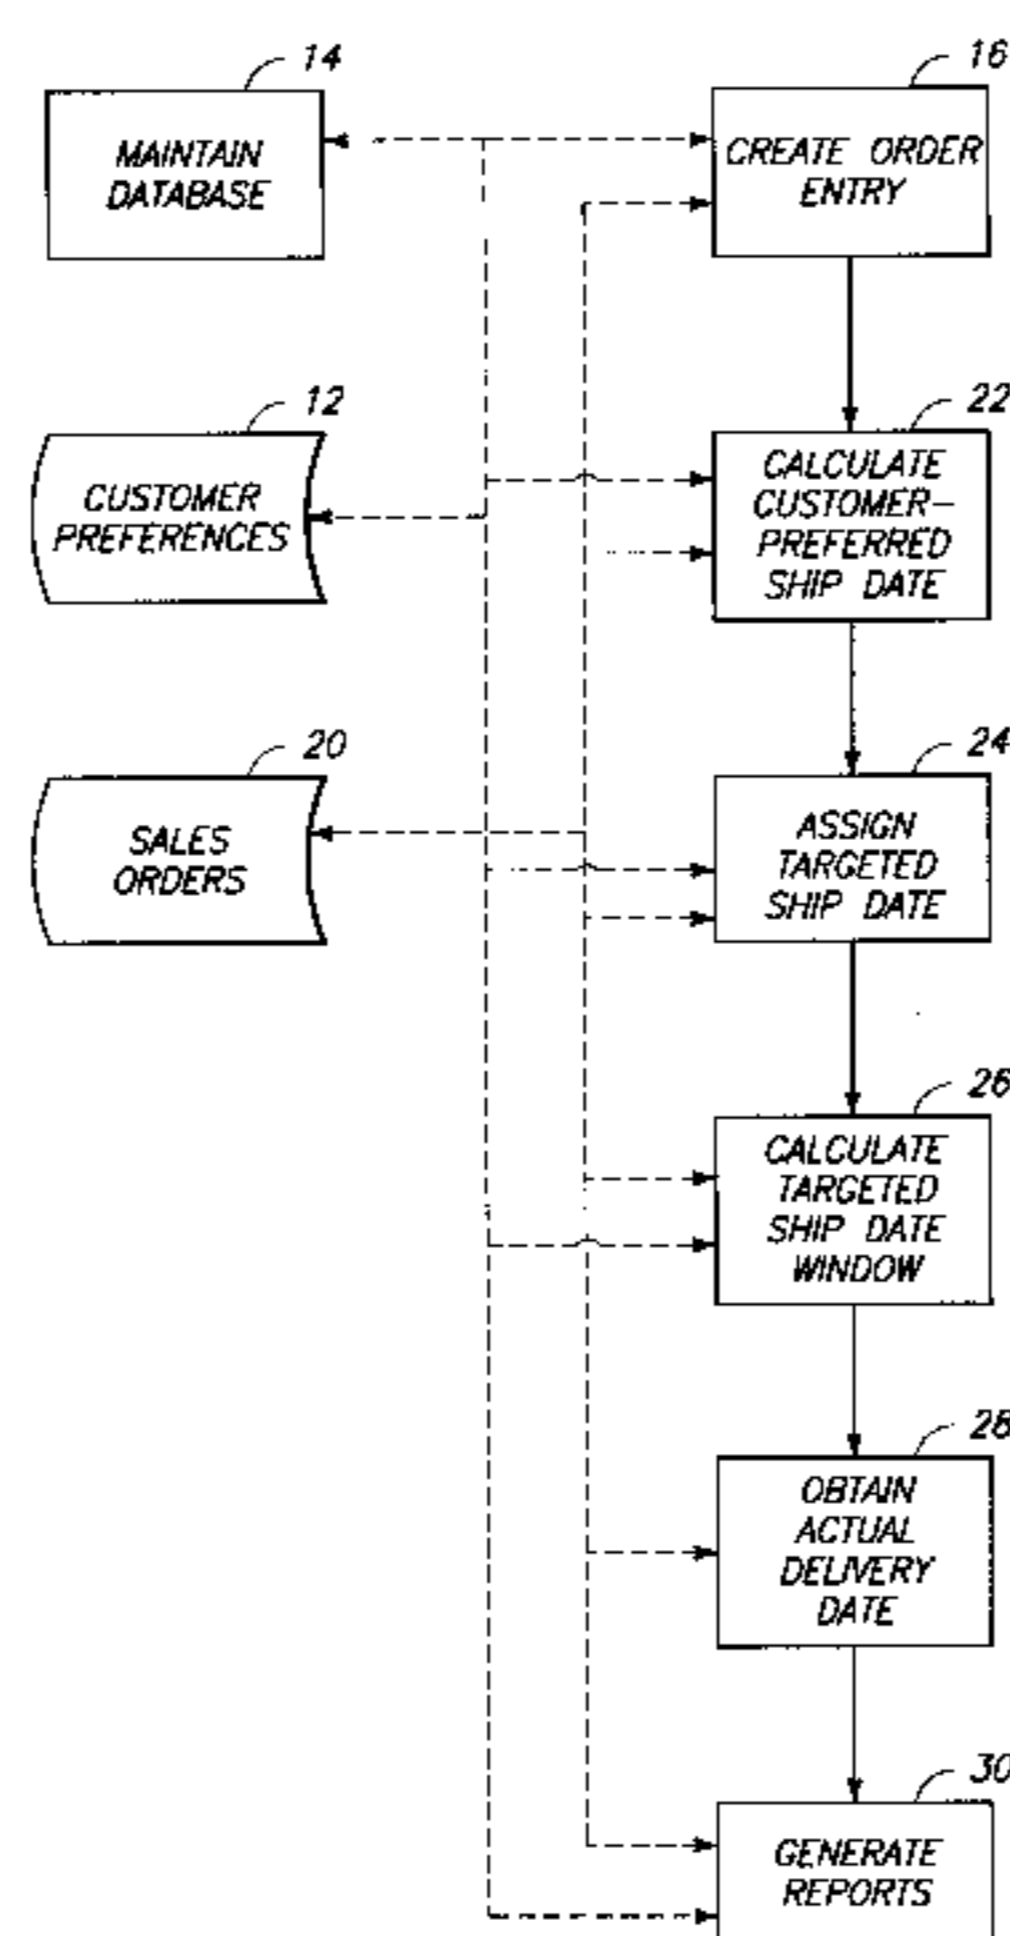 14
MAINTAIN
DATABASE
16
CREATE ORDER
ENTRY
12
CUSTOMER
PREFERENCES
22
CALCULATE
CUSTOMER-
PREFERRED
SHIP DATE
20
SALES
ORDERS
24
ASSIGN
TARGETED
SHIP DATE
26
CALCULATE
TARGETED
SHIP DATE
WINDOW
28
OBTAIN
ACTUAL
DELIVERY
DATE
30
GENERATE
REPORTS